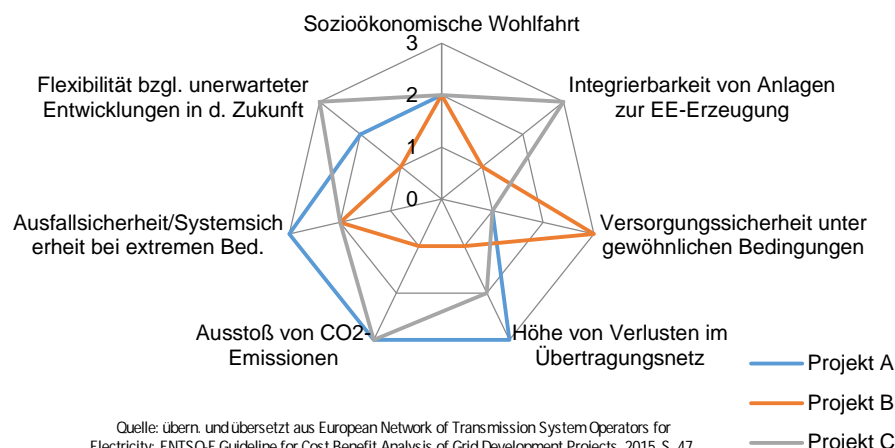 Sozioökonomische Wohlfahrt
3
Flexibilität bzgl. unerwarteter
Entwicklungen in d. Zukunft
Integrierbarkeit von Anlagen
zur EE-Erzeugung
2
1
0
Ausfallsicherheit/Systemsich
erheit bei extremen Bed.
Versorgungssicherheit unter
gewöhnlichen Bedingungen
Ausstoß von CO2-
Emissionen
Höhe von Verlusten im
Übertragungsnetz
Projekt A
Projekt B
Projekt C
Quelle: übern. und übersetzt aus European Network of Transmission System Operators for
Electricity: ENTSO-E Guideline for Cost Benefit Analysis of Grid Development Projects, 2015, S. 47